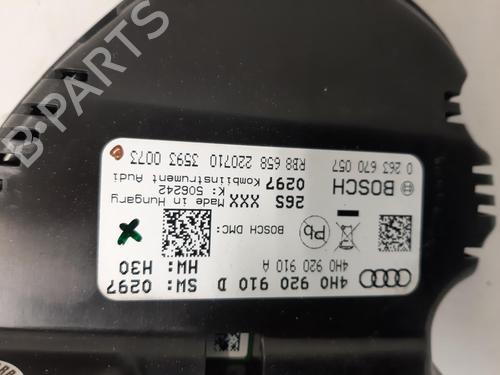 4H0 920 910 D SW: 0297
4H0 920 910 A HW: H30
BOSCH DMC:
Pb
26S XXX Made in Hungary
K: 506242
BOSCH 0297 Kombiinstrument Audi
0 263 670 057 RB8 658 220710 3593 0073
B-Parts